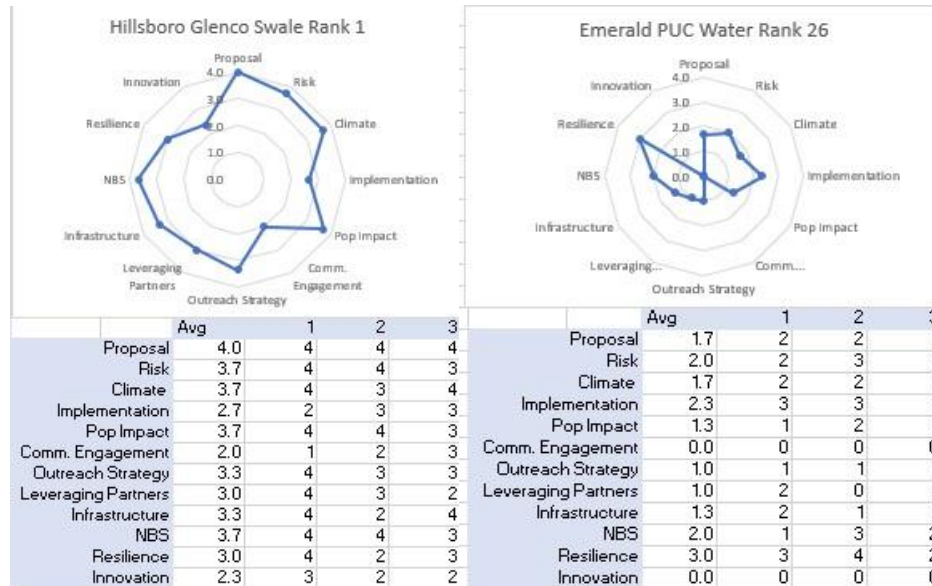 Hillsboro Glenco Swale Rank 1
Proposal
4.0
Risk
3.0
Climate
2.0
1.0
Implementation
0.0
Pop Impact
Comm.
Engagement
Outreach Strategy
Leveraging
Partners
Infrastructure
NBS
Resilience
Innovation
Avg 1 2 3
Proposal 4.0 4 4 4
Risk 3.7 4 4 3
Climate 3.7 4 3 4
Implementation 2.7 2 3 3
Pop Impact 3.7 4 4 3
Comm. Engagement 2.0 1 2 3
Outreach Strategy 3.3 4 3 3
Leveraging Partners 3.0 4 3 2
Infrastructure 3.3 4 2 4
NBS 3.7 4 4 3
Resilience 3.0 4 2 3
Innovation 2.3 3 2 2
Emerald PUC Water Rank 26
Proposal
4.0
Risk
3.0
Climate
2.0
1.0
Implementation
0.0
Pop Impact
Comm....
Outreach Strategy
Leveraging...
Infrastructure
NBS
Resilience
Innovation
Avg 1 2
Proposal 1.7 2 2
Risk 2.0 2 3
Climate 1.7 2 2
Implementation 2.3 3 3
Pop Impact 1.3 1 2
Comm. Engagement 0.0 0 0
Outreach Strategy 1.0 1 1
Leveraging Partners 1.0 2 0
Infrastructure 1.3 2 1
NBS 2.0 1 3
Resilience 3.0 3 4
Innovation 0.0 0 0